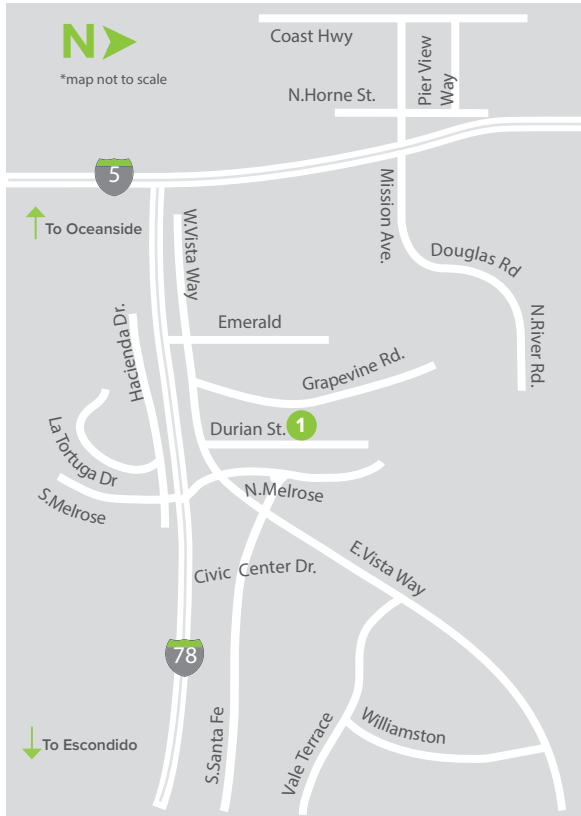 N
*map not to scale
Coast Hwy
Pier View
Way
N.Horne St.
5
To Oceanside
W.Vista Way
Mission Ave.
Douglas Rd
N.River Rd.
Hacienda Dr.
Emerald
Grapevine Rd.
Durian St.
1
La Tortuga Dr
S.Melrose
N.Melrose
Civic Center Dr.
E.Vista Way
78
To Escondido
S.Santa Fe
Vale Terrace
Williamston